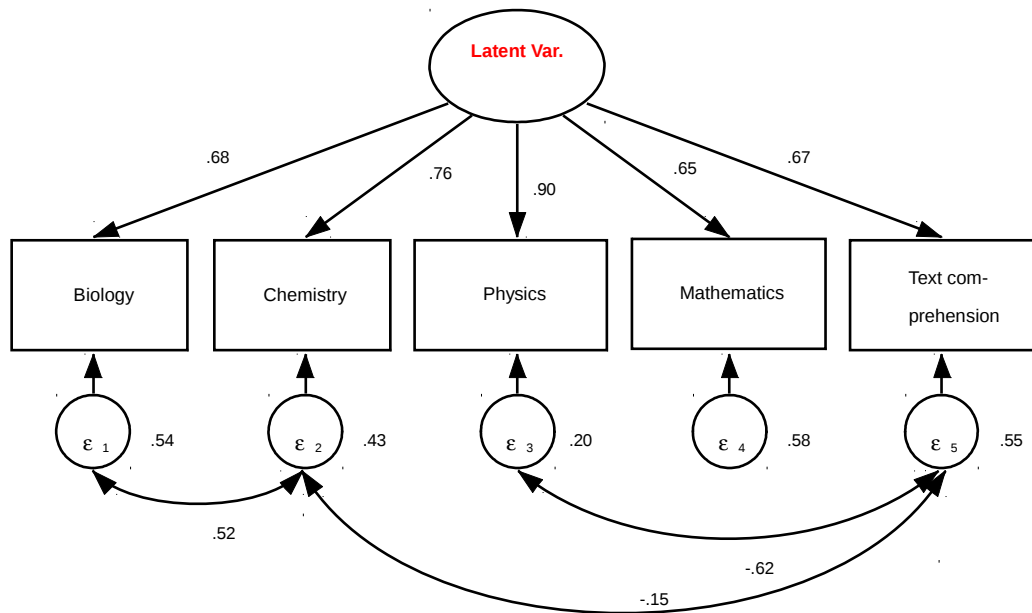 Latent Var.
.68
.76
.90
.65
.67
Biology
Chemistry
Physics
Mathematics
Text com-
prehension
ε 1
.54
ε 2
.43
ε 3
.20
ε 4
.58
ε 5
.55
.52
-.62
-.15